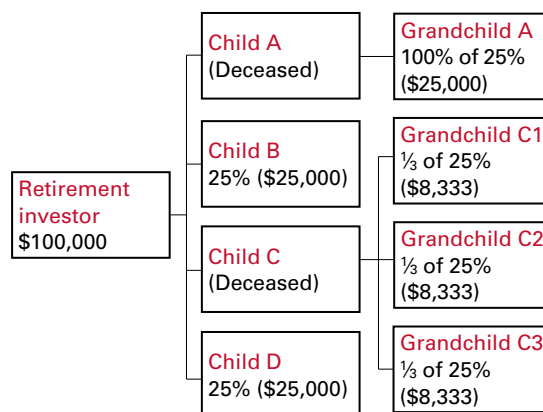 Retirement
investor
$100,000
Child A
(Deceased)
Child B
25% ($25,000)
Child C
(Deceased)
Child D
25% ($25,000)
Grandchild A
100% of 25%
($25,000)
Grandchild C1
⅓ of 25%
($8,333)
Grandchild C2
⅓ of 25%
($8,333)
Grandchild C3
⅓ of 25%
($8,333)